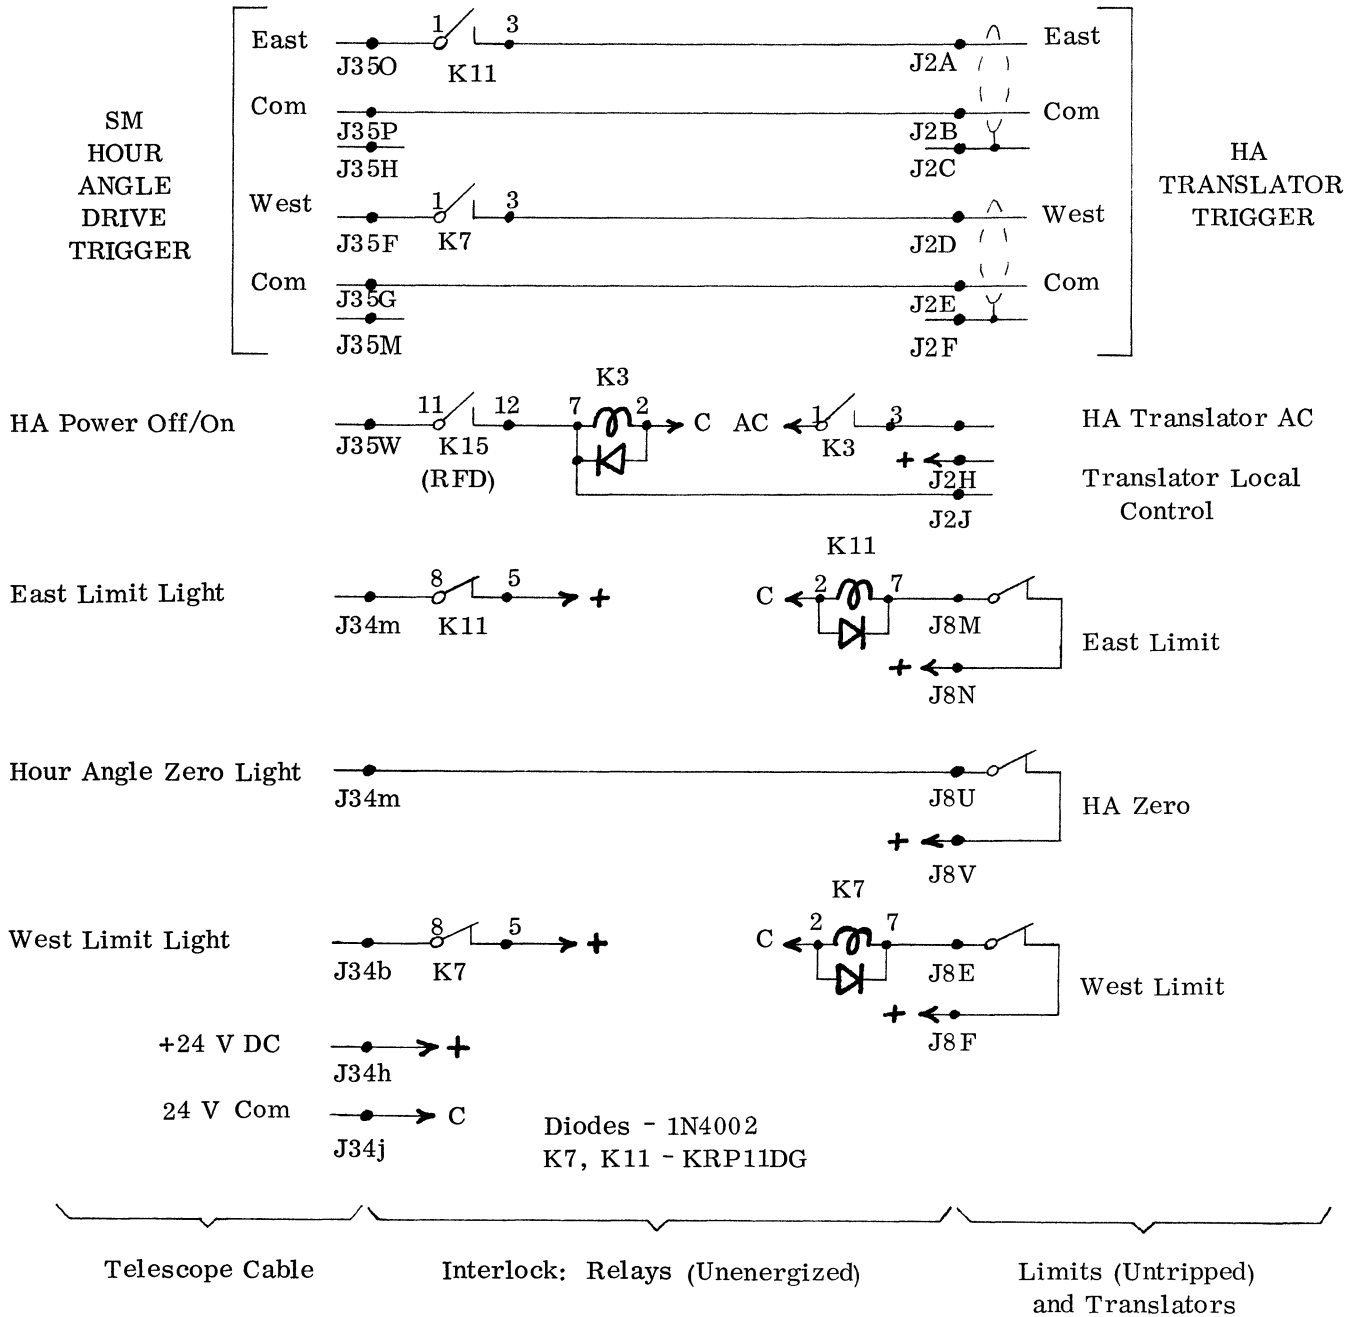 East
1
3
East
J35O
K11
J2A
Com
Com
SM
HOUR
ANGLE
DRIVE
TRIGGER
J35P
J2B
J35H
J2C
HA
TRANSLATOR
TRIGGER
West
1
3
West
J35F
K7
J2D
Com
Com
J35G
J2E
J35M
J2F
K3
HA Power Off/On
11
12
7
2
C
AC
1
3
HA Translator AC
J35W
K15
(RFD)
K3
+
J2H
Translator Local
Control
J2J
K11
East Limit Light
8
5
+
C
2
7
J34m
K11
J8M
East Limit
+
J8N
Hour Angle Zero Light
J34m
J8U
HA Zero
+
J8V
K7
West Limit Light
8
5
+
C
2
7
J34b
K7
J8E
West Limit
+
J8F
+24 V DC
+
J34h
24 V Com
C
J34j
Diodes - 1N4002
K7, K11 - KRP11DG
Telescope Cable
Interlock: Relays (Unenergized)
Limits (Untripped)
and Translators